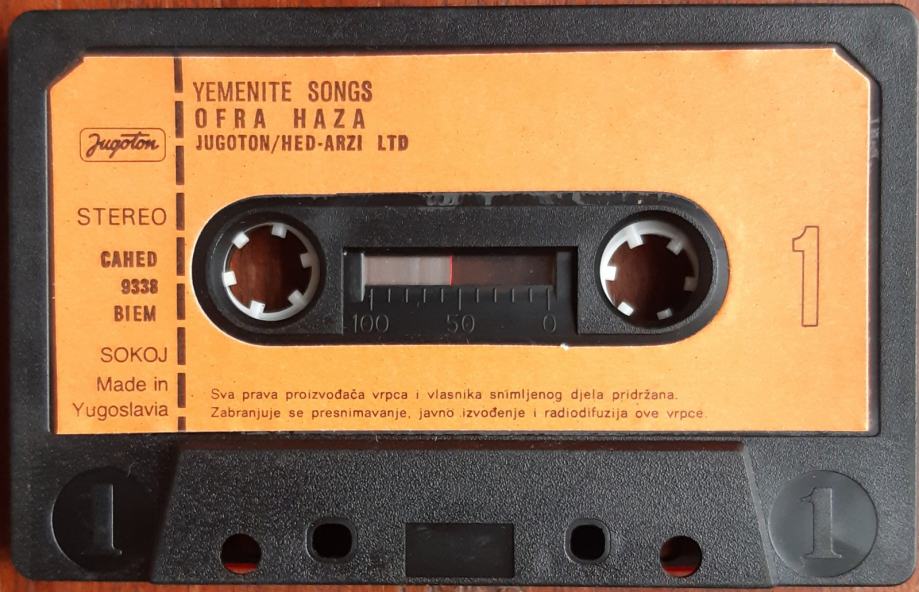 YEMENITE SONGS
OFRA HAZA
JUGOTON/HED-ARZI LTD
Jugoton
STEREO
CAHED
9338
BIEM
SOKOJ
Made in
Yugoslavia
1
100 50 0
Sva prava proizvođača vrpca i vlasnika snimljenog djela pridržana.
Zabranjuje se presnimavanje, javno izvođenje i radiodifuzija ove vrpce.
1
1